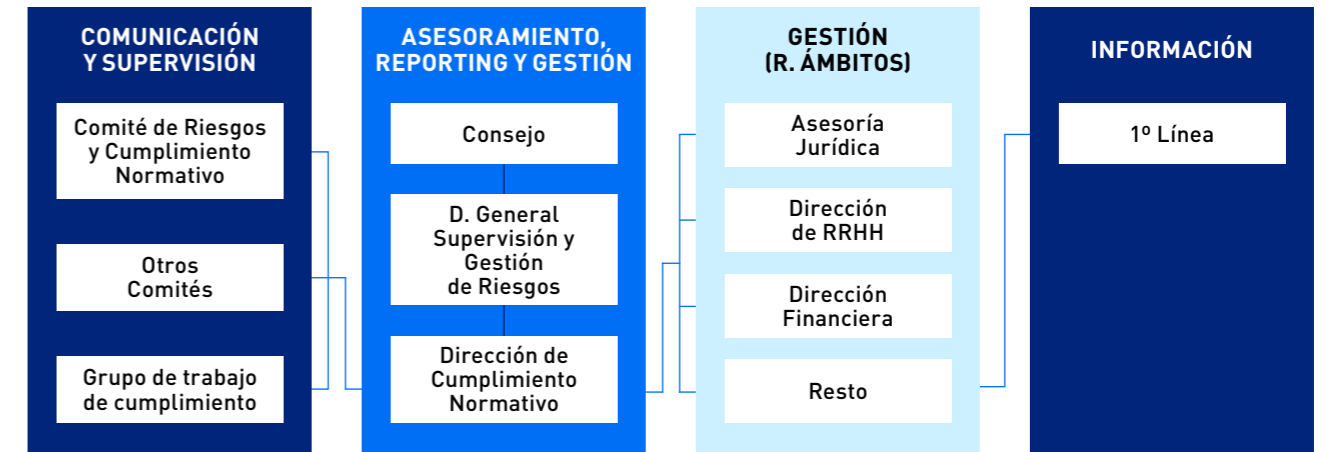 COMUNICACIÓN
Y SUPERVISIÓN
Comité de Riesgos
y Cumplimiento
Normativo
Otros
Comités
Grupo de trabajo
de cumplimiento
ASESORAMIENTO,
REPORTING Y GESTIÓN
Consejo
D. General
Supervisión y
Gestión
de Riesgos
Dirección de
Cumplimiento
Normativo
GESTIÓN
(R. ÁMBITOS)
Asesoría
Jurídica
Dirección
de RRHH
Dirección
Financiera
Resto
INFORMACIÓN
1º Línea